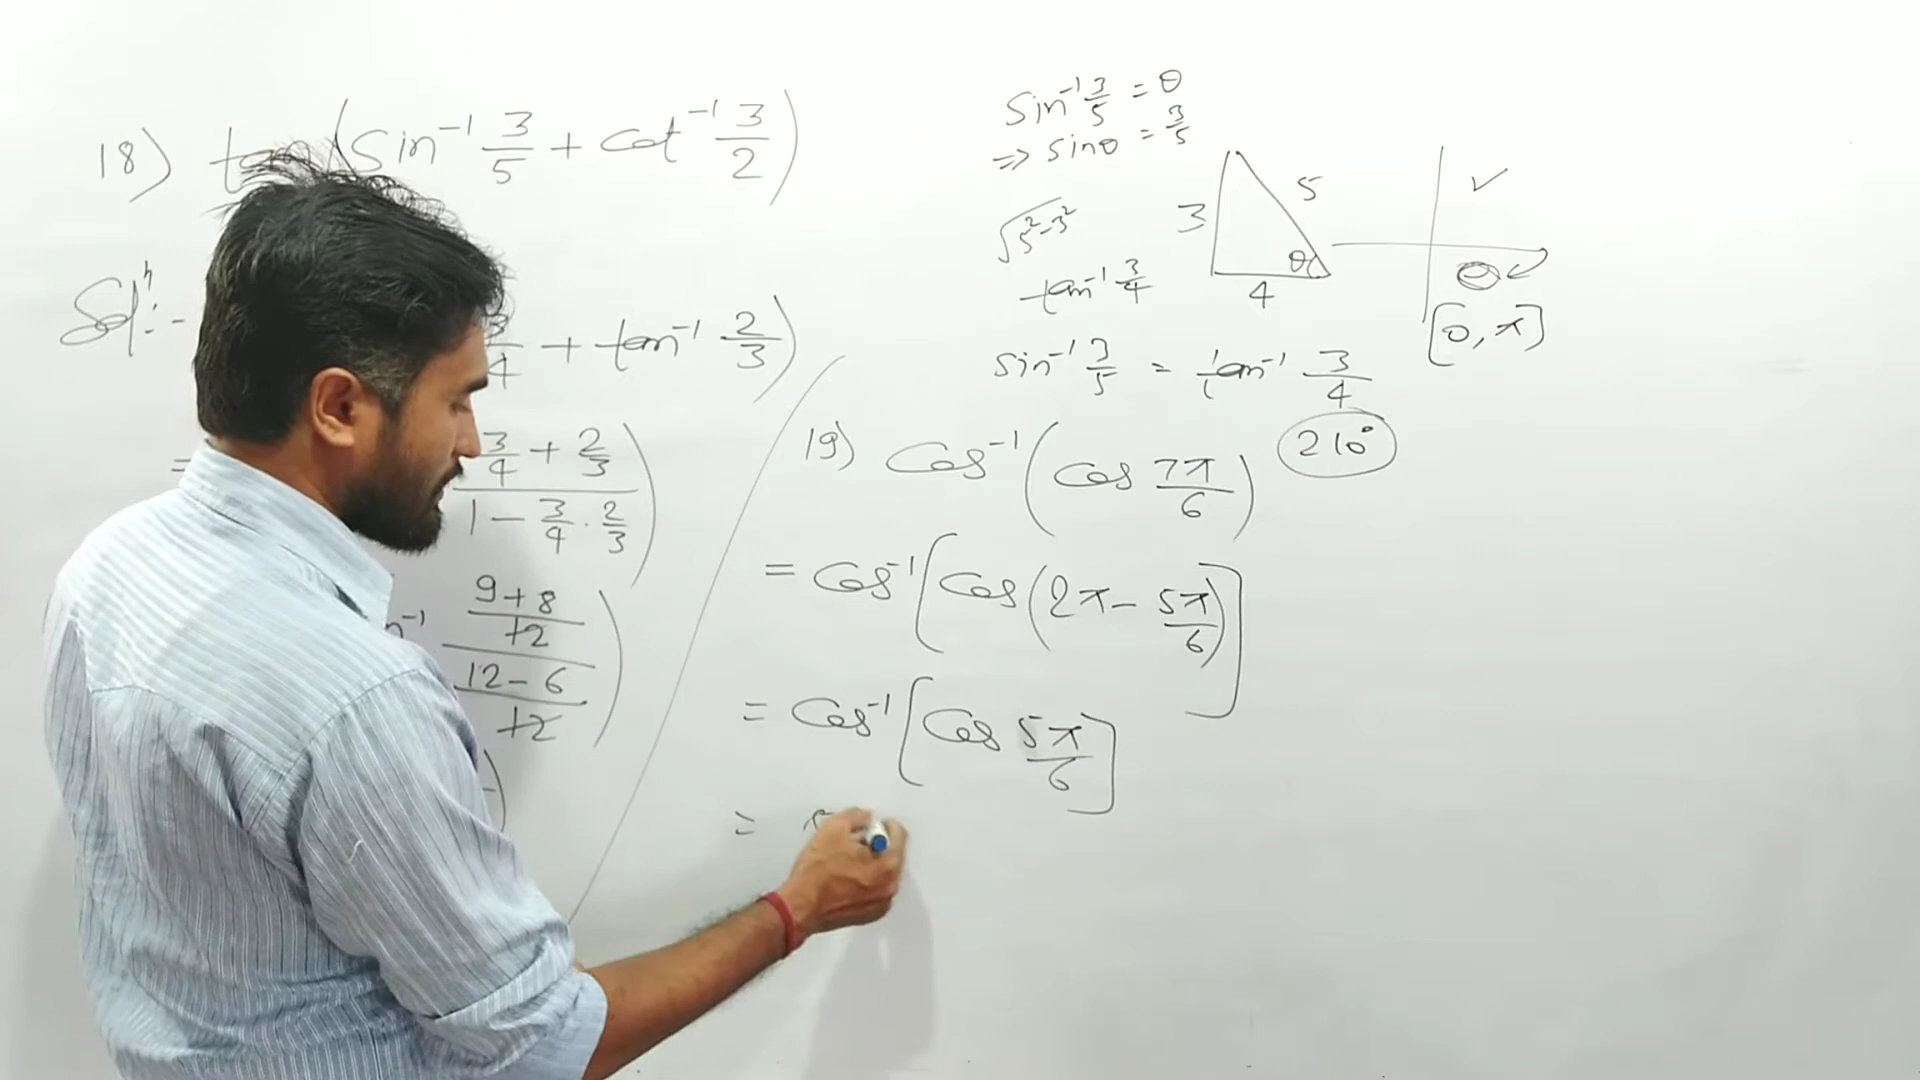 18) tan(sin⁻¹ 3/5 + cot⁻¹ 3/2)
Solⁿ:-
3/4 + tan⁻¹ 2/3)
= 3/4 + 2/3 / 1 - 3/4 . 2/3)
n⁻¹ 9+8/12 / 12-6/12)
sin⁻¹ 3/5 = θ
=> sinθ = 3/5
√5²-3²
tan⁻¹ 3/4
3 5 θ 4
✓
[0, π]
sin⁻¹ 3/5 = tan⁻¹ 3/4
19) Cos⁻¹(Cos 7π/6) 210°
= Cos⁻¹[Cos(2π - 5π/6)]
= Cos⁻¹[Cos 5π/6]
=